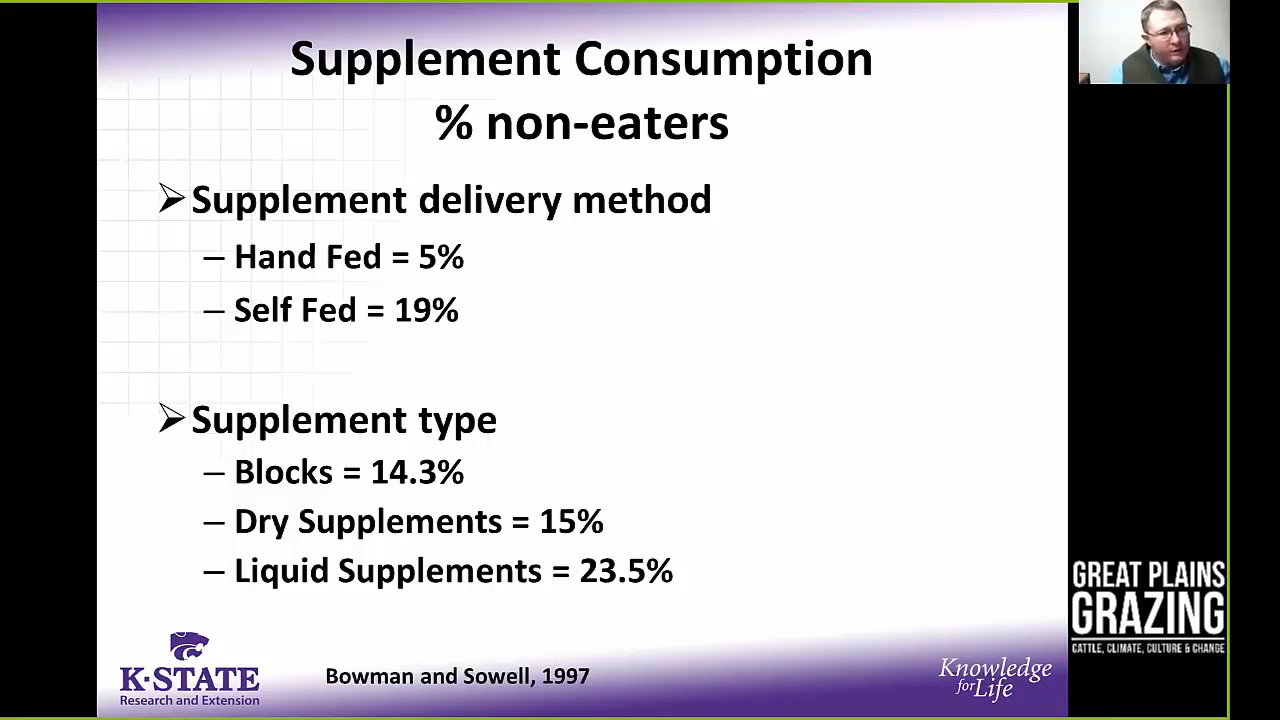 Supplement Consumption
% non-eaters
Supplement delivery method
– Hand Fed = 5%
– Self Fed = 19%
Supplement type
– Blocks = 14.3%
– Dry Supplements = 15%
– Liquid Supplements = 23.5%
K-STATE
Research and Extension
Bowman and Sowell, 1997
Knowledge
for Life
GREAT PLAINS
GRAZING
CATTLE, CLIMATE, CULTURE & CHANGE